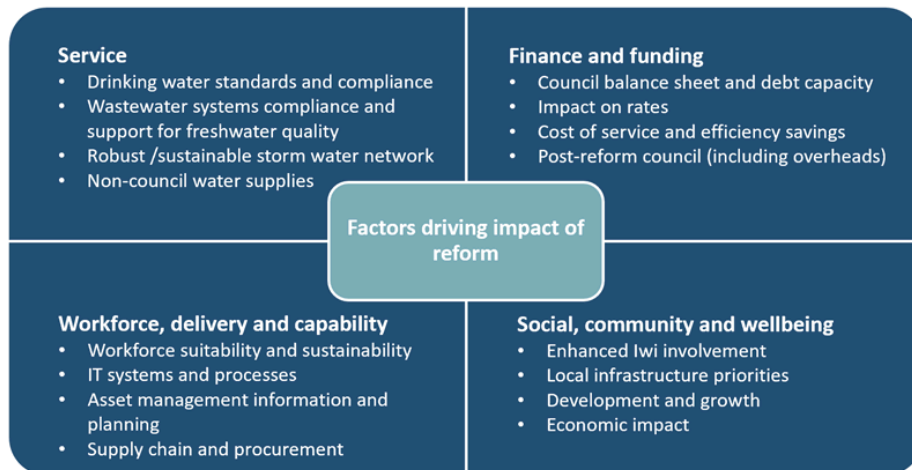 Service
• Drinking water standards and compliance
• Wastewater systems compliance and
support for freshwater quality
• Robust /sustainable storm water network
• Non-council water supplies
Finance and funding
• Council balance sheet and debt capacity
• Impact on rates
• Cost of service and efficiency savings
• Post-reform council (including overheads)
Factors driving impact of
reform
Workforce, delivery and capability
• Workforce suitability and sustainability
• IT systems and processes
• Asset management information and
planning
• Supply chain and procurement
Social, community and wellbeing
• Enhanced Iwi involvement
• Local infrastructure priorities
• Development and growth
• Economic impact